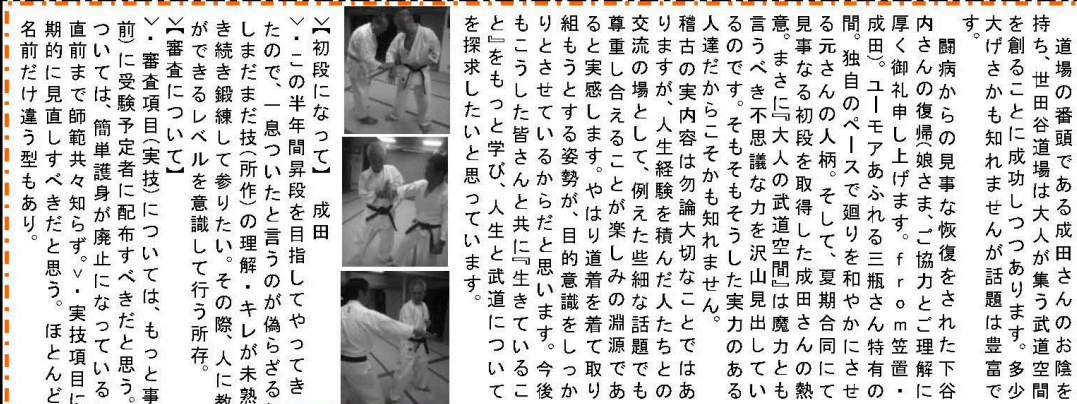 道場の番頭である成田さんのお陰を
持ち、世田谷道場は大人が集う武道空間
を創ることに成功しつつあります。多少
大げさかも知れませんが話題は豊富で
す。
闘病からの見事な恢復をされた下谷
内さんの復帰(娘さま、ご協力とご理解に
厚く御礼申し上げます。from笠置・
成田)。ユーモアあふれる三瓶さん特有の
間。独自のペースで廻りを和やかにさせ
る元さんの人柄。そして、夏期合同にて
見事なる初段を取得した成田さんの熱
意。まさに『大人の武道空間』は魔力とも
言うべき不思議な力を沢山見出してい
るのです。そもそもそうした実力のある
人達だからこそかも知れません。
稽古の実内容は勿論大切なことではあ
りますが、人生経験を積んだ人たちとの
交流の場として、例えた些細な話題でも
尊重し合えることが楽しみの淵源であ
ると実感します。やはり道着を着て取り
組もうとする姿勢が、目的意識をしっか
りとさせているからだと思います。今後
もこうした皆さんと共に『生きているこ
と』をもっと学び、人生と武道について
を探求したいと思っています。
【初段になって】 成田
＞・この半年間昇段を目指してやってき
たので、一息ついたと言うのが偽らざる
しまだまだ技(所作)の理解・キレが未熟
き続き鍛練して参りたい。その際、人に教
ができるレベルを意識して行う所存。
＞【審査について】
＞・審査項目(実技)については、もっと事
前)に受験予定者に配布すべきだと思う。
ついては、簡単護身が廃止になっている
直前まで師範共々知らず。＞・実技項目に
期的に見直しすべきだと思う。 ほとんど
名前だけ違う型もあり。